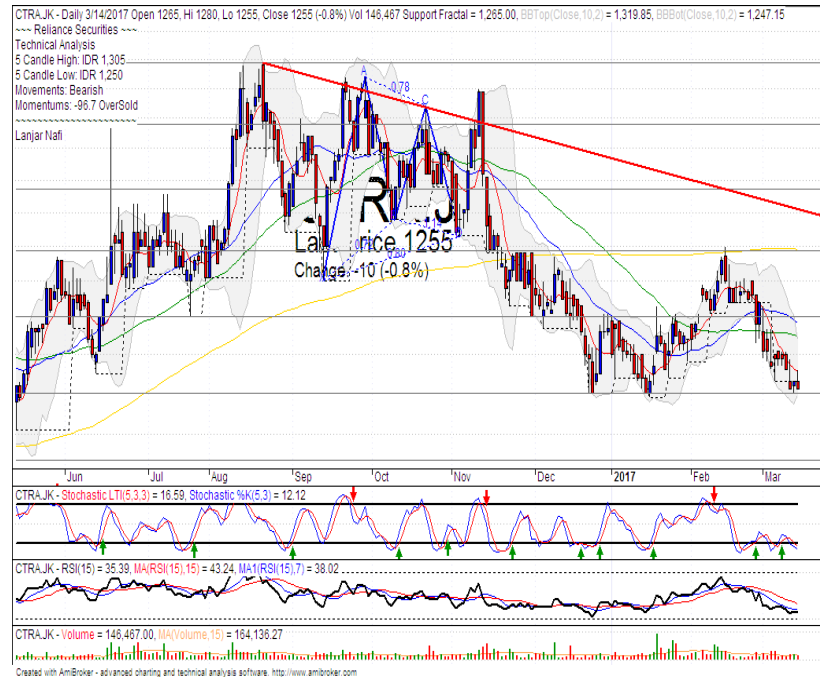 CTRA.JK - Daily 3/14/2017 Open 1265, Hi 1280, Lo 1255, Close 1255 (-0.8%) Vol 146,467 Support Fractal = 1,265.00, BBTop(Close,10,2) = 1,319.85, BBBot(Close,10,2) = 1,247.15
~~~ Reliance Securities ~~~
Technical Analysis
5 Candle High: IDR 1,305
5 Candle Low: IDR 1,250
Movements: Bearish
Momentums: -96.7 OverSold
~~~~~~~~~~~~~~~~~~~~
Lanjar Nafi
A
0.78
C
1255
Change -10 (-0.8%)
0.80
Jun Jul Aug Sep Oct Nov Dec 2017 Feb Mar
CTRA.JK - Stochastic LTI(5,3,3) = 16.59, Stochastic %K(5,3) = 12.12
CTRA.JK - RSI(15) = 35.39, MA(RSI(15),15) = 43.24, MA1(RSI(15),7) = 38.02
CTRA.JK - Volume = 146,467.00, MA(Volume,15) = 164,136.27
Created with AmiBroker - advanced charting and technical analysis software. http://www.amibroker.com